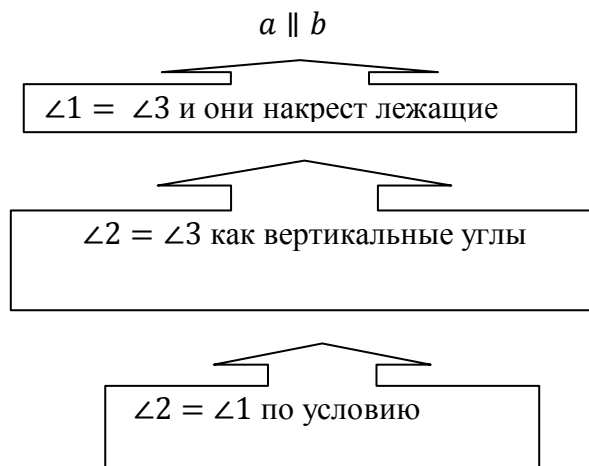 a ∥ b
∠1 = ∠3 и они накрест лежащие
∠2 = ∠3 как вертикальные углы
∠2 = ∠1 по условию